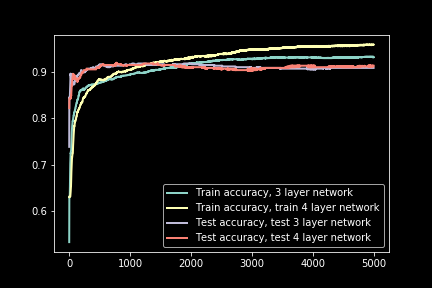 0.9
0.8
0.7
0.6
Train accuracy, 3 layer network
Train accuracy, train 4 layer network
Test accuracy, test 3 layer network
Test accuracy, test 4 layer network
0 1000 2000 3000 4000 5000